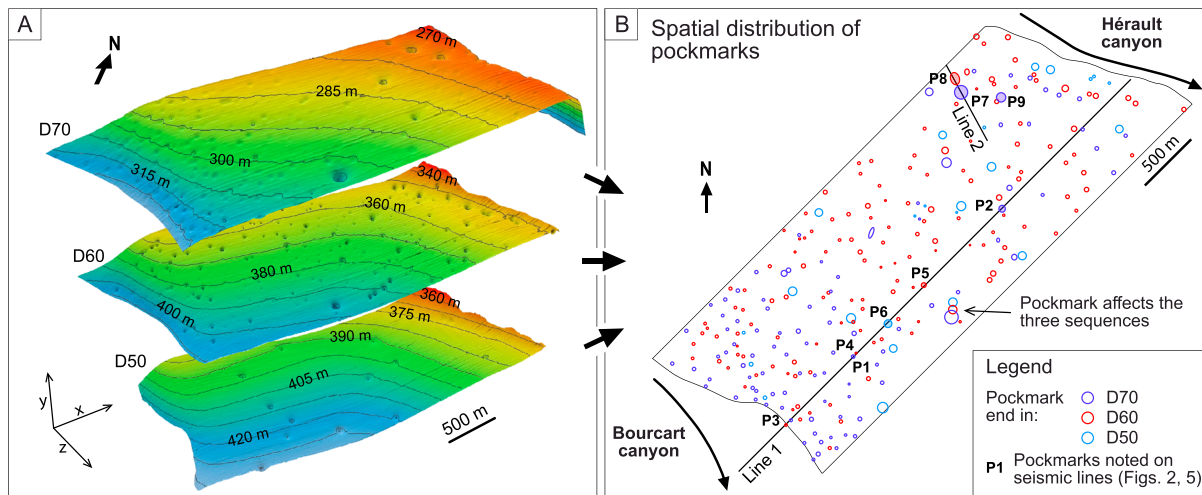 A
N
270 m
285 m
D70
300 m
315 m
340 m
360 m
D60
380 m
400 m
360 m
375 m
D50
390 m
405 m
420 m
500 m
y
x
z
B
Spatial distribution of
pockmarks
Hérault
canyon
P8
P7
P9
Line 2
500 m
N
P2
P5
P6
Pockmark affects the
three sequences
P4
P1
P3
Bourcart
canyon
Line 1
Legend
Pockmark
end in:
D70
D60
D50
P1 Pockmarks noted on
seismic lines (Figs. 2, 5)